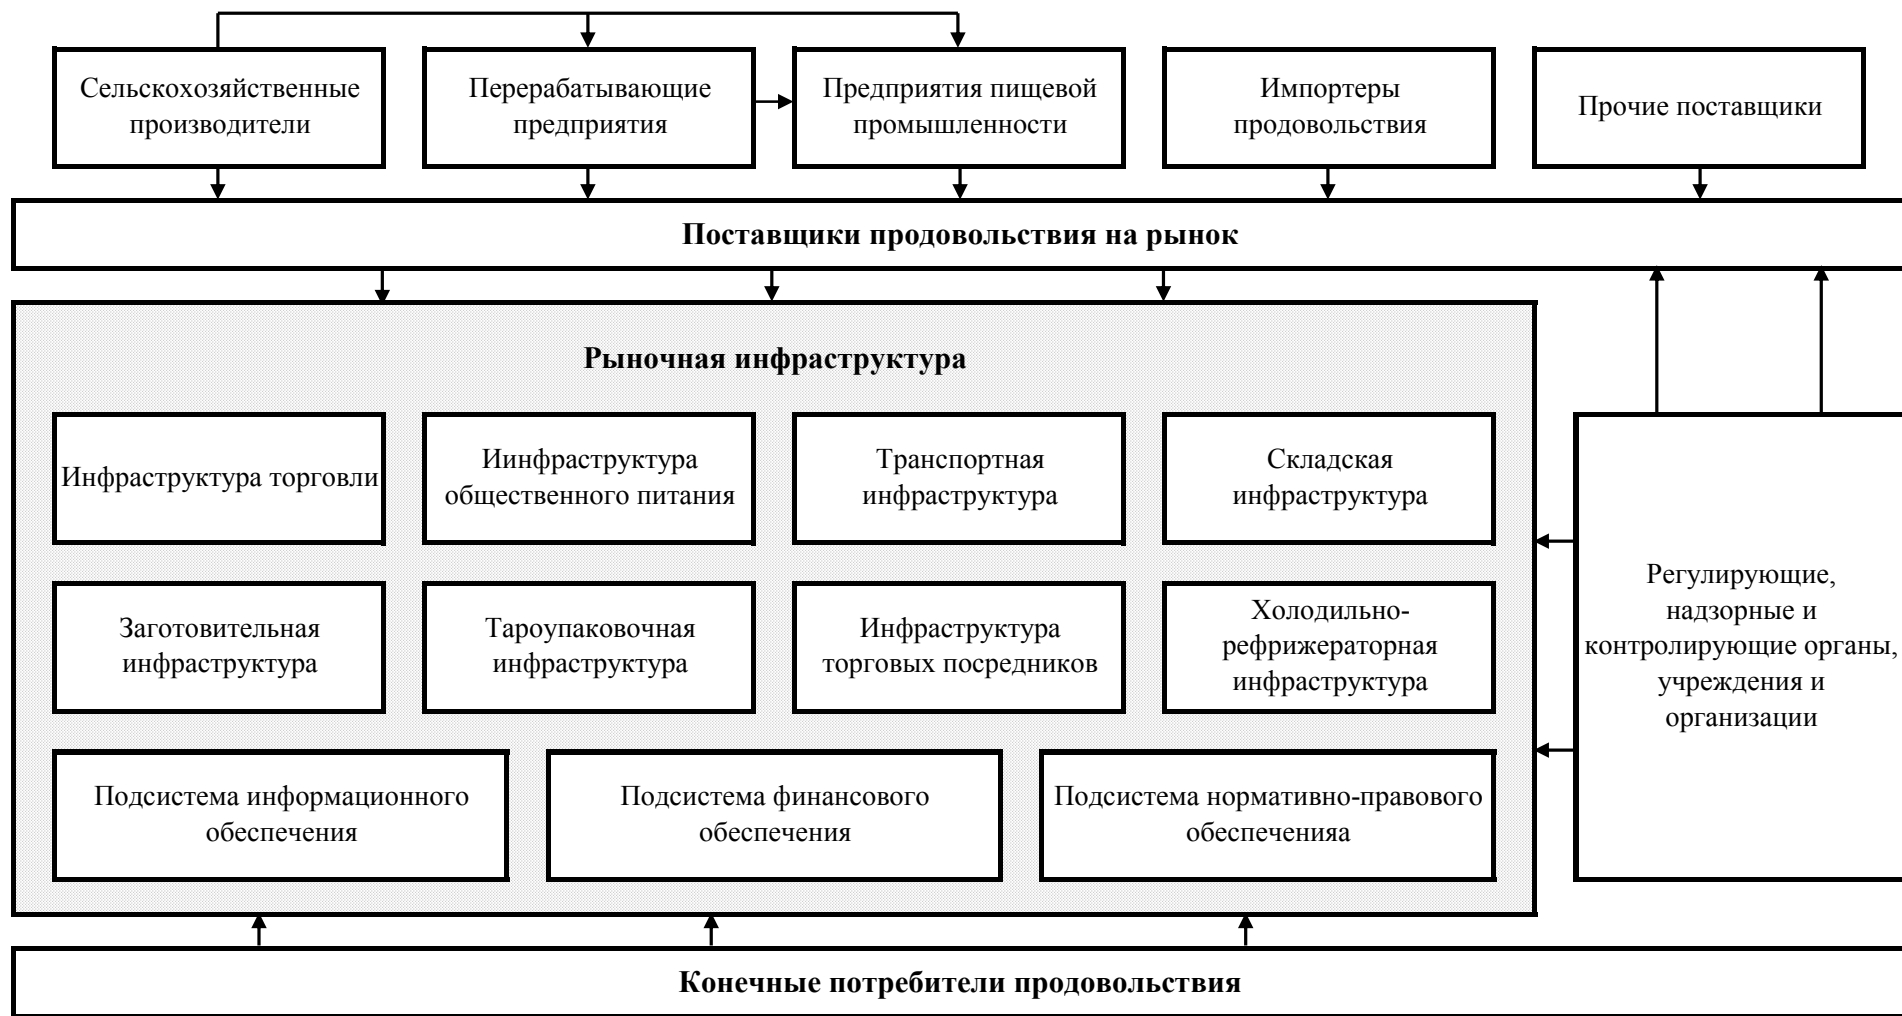 Сельскохозяйственные
производители
Перерабатывающие
предприятия
Предприятия пищевой
промышленности
Импортеры
продовольствия
Прочие поставщики
Поставщики продовольствия на рынок
Рыночная инфраструктура
Инфраструктура торговли
Иинфраструктура
общественного питания
Транспортная
инфраструктура
Складская
инфраструктура
Заготовительная
инфраструктура
Тароупаковочная
инфраструктура
Инфраструктура
торговых посредников
Холодильно-
рефрижераторная
инфраструктура
Подсистема информационного
обеспечения
Подсистема финансового
обеспечения
Подсистема нормативно-правового
обеспеченияа
Регулирующие,
надзорные и
контролирующие органы,
учреждения и
организации
Конечные потребители продовольствия